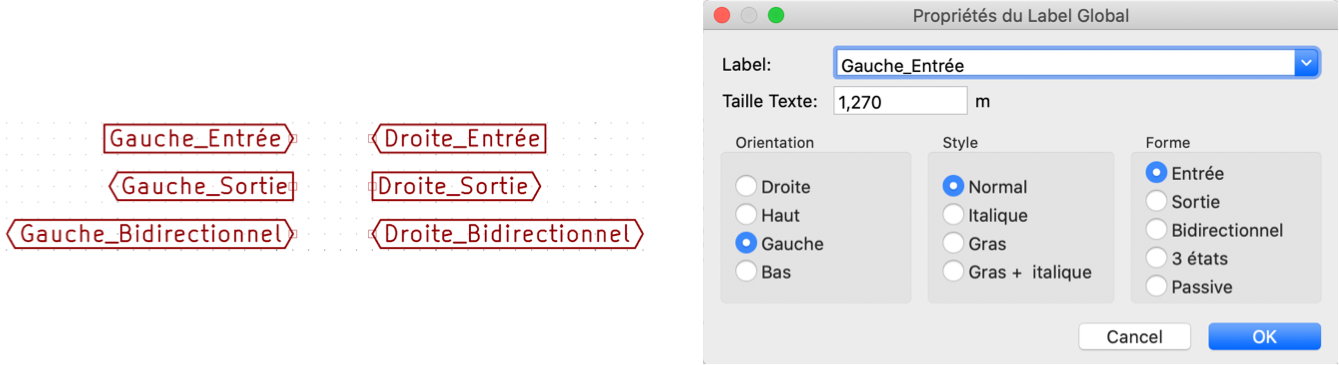 Gauche_Entrée
Droite_Entrée
Gauche_Sortie
Droite_Sortie
Gauche_Bidirectionnel
Droite_Bidirectionnel
Propriétés du Label Global
Label: Gauche_Entrée
Taille Texte: 1,270 m
Orientation
Droite
Haut
Gauche
Bas
Style
Normal
Italique
Gras
Gras + italique
Forme
Entrée
Sortie
Bidirectionnel
3 états
Passive
Cancel OK